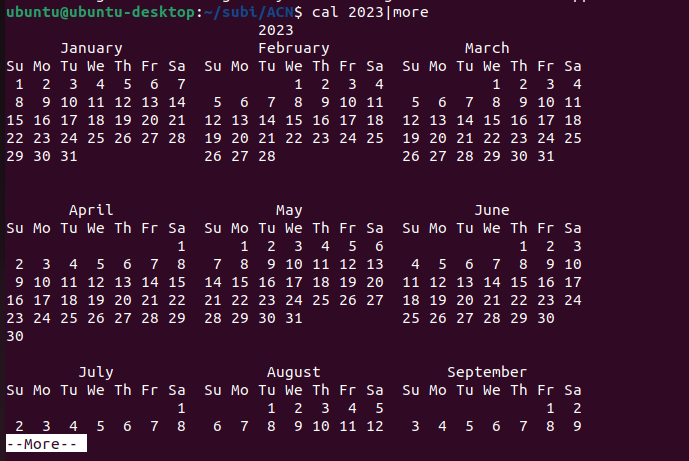 ubuntu@ubuntu-desktop:~/subi/ACN$ cal 2023|more
                            2023
      January               February               March
Su Mo Tu We Th Fr Sa  Su Mo Tu We Th Fr Sa  Su Mo Tu We Th Fr Sa
 1  2  3  4  5  6  7            1  2  3  4            1  2  3  4
 8  9 10 11 12 13 14   5  6  7  8  9 10 11   5  6  7  8  9 10 11
15 16 17 18 19 20 21  12 13 14 15 16 17 18  12 13 14 15 16 17 18
22 23 24 25 26 27 28  19 20 21 22 23 24 25  19 20 21 22 23 24 25
29 30 31              26 27 28              26 27 28 29 30 31
       April                  May                   June
Su Mo Tu We Th Fr Sa  Su Mo Tu We Th Fr Sa  Su Mo Tu We Th Fr Sa
                   1      1  2  3  4  5  6               1  2  3
 2  3  4  5  6  7  8   7  8  9 10 11 12 13   4  5  6  7  8  9 10
 9 10 11 12 13 14 15  14 15 16 17 18 19 20  11 12 13 14 15 16 17
16 17 18 19 20 21 22  21 22 23 24 25 26 27  18 19 20 21 22 23 24
23 24 25 26 27 28 29  28 29 30 31           25 26 27 28 29 30
30
        July                 August              September
Su Mo Tu We Th Fr Sa  Su Mo Tu We Th Fr Sa  Su Mo Tu We Th Fr Sa
                   1         1  2  3  4  5                  1  2
 2  3  4  5  6  7  8   6  7  8  9 10 11 12   3  4  5  6  7  8  9
--More--